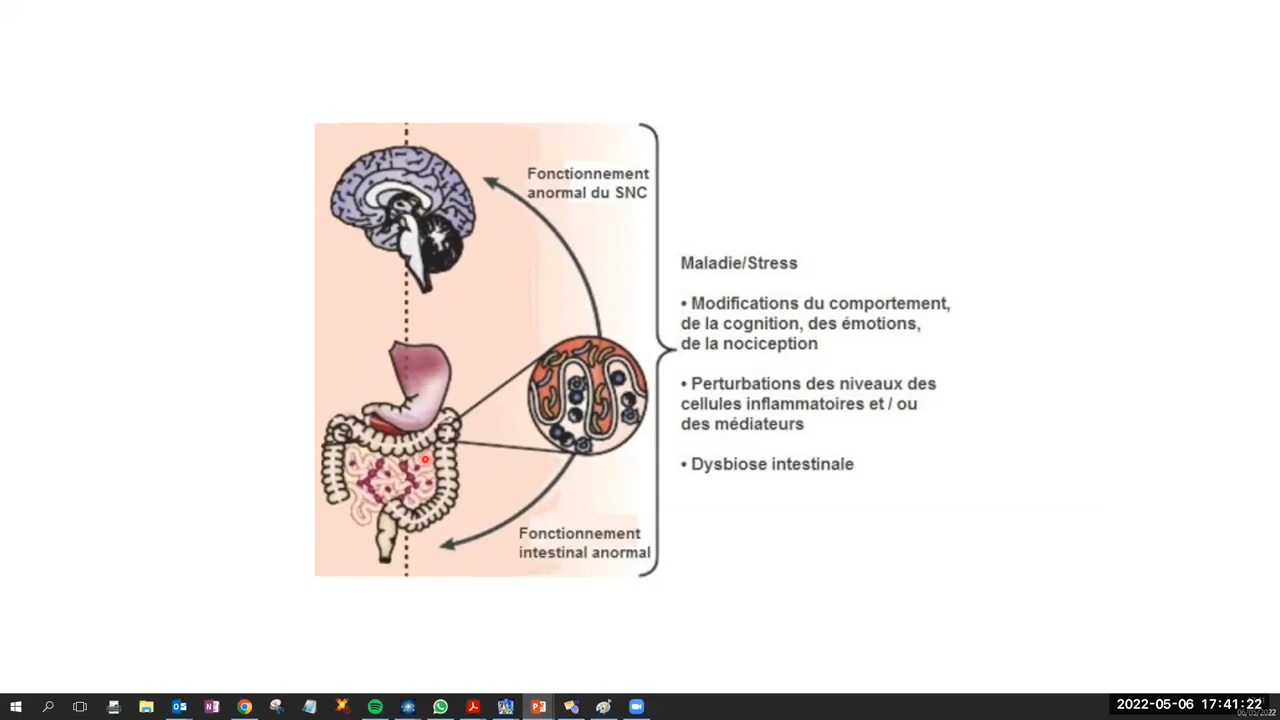 Fonctionnement
anormal du SNC
Maladie/Stress
• Modifications du comportement,
de la cognition, des émotions,
de la nociception
• Perturbations des niveaux des
cellules inflammatoires et / ou
des médiateurs
• Dysbiose intestinale
Fonctionnement
intestinal anormal
2022-05-06 17:41:22